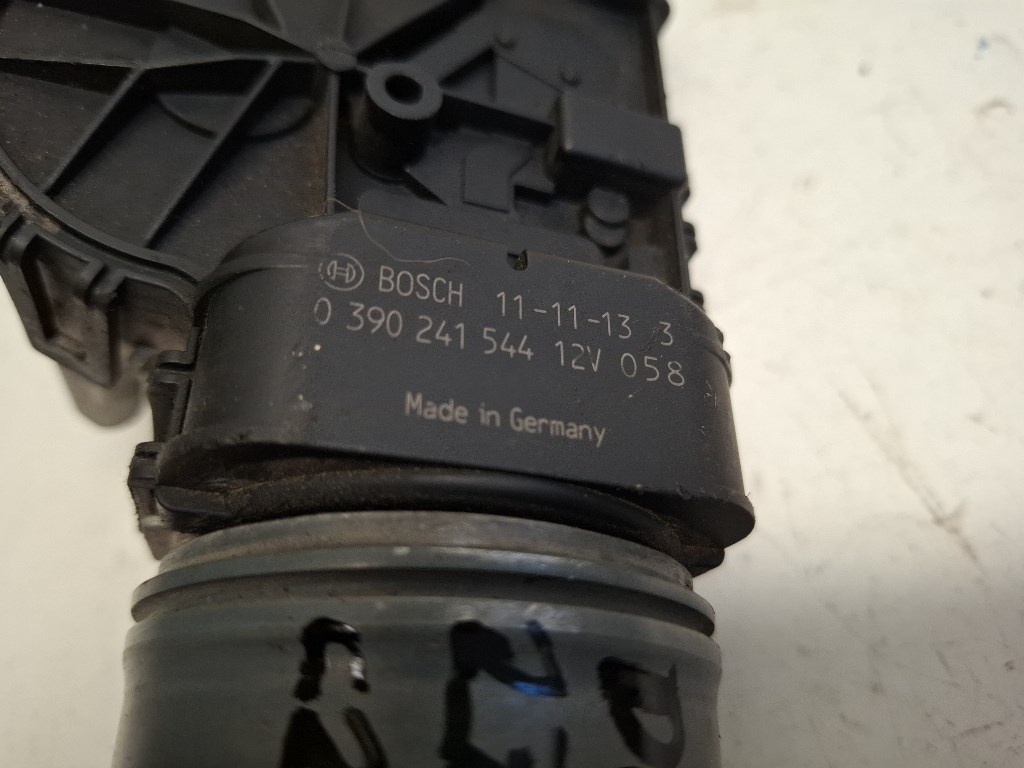 BOSCH 11-11-13 3
0 390 241 544 12V 058
Made in Germany